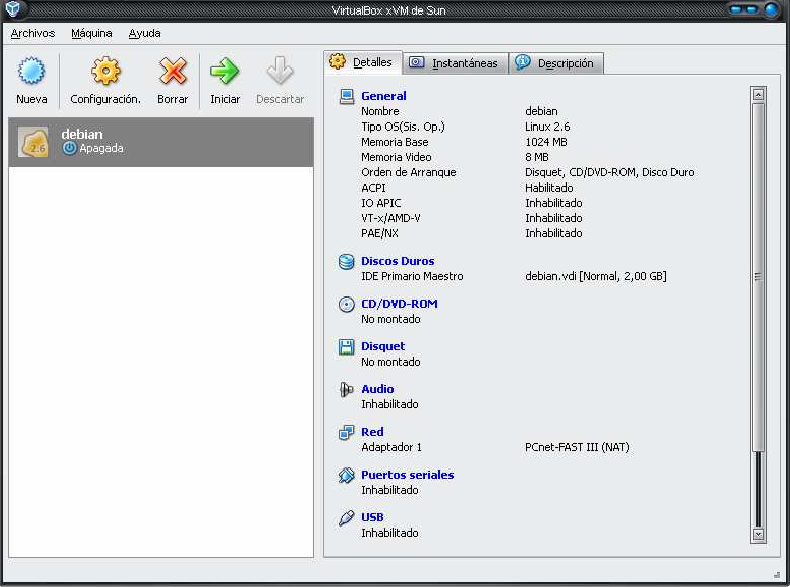 VirtualBox x VM de Sun
Archivos Máquina Ayuda
Nueva Configuración. Borrar Iniciar Descartar
debian
Apagada
2.6
Detalles Instantáneas Descripción
General
Nombre debian
Tipo OS(Sis. Op.) Linux 2.6
Memoria Base 1024 MB
Memoria Video 8 MB
Orden de Arranque Disquet, CD/DVD-ROM, Disco Duro
ACPI Habilitado
IO APIC Inhabilitado
VT-x/AMD-V Inhabilitado
PAE/NX Inhabilitado
Discos Duros
IDE Primario Maestro debian.vdi [Normal, 2,00 GB]
CD/DVD-ROM
No montado
Disquet
No montado
Audio
Inhabilitado
Red
Adaptador 1 PCnet-FAST III (NAT)
Puertos seriales
Inhabilitado
USB
Inhabilitado